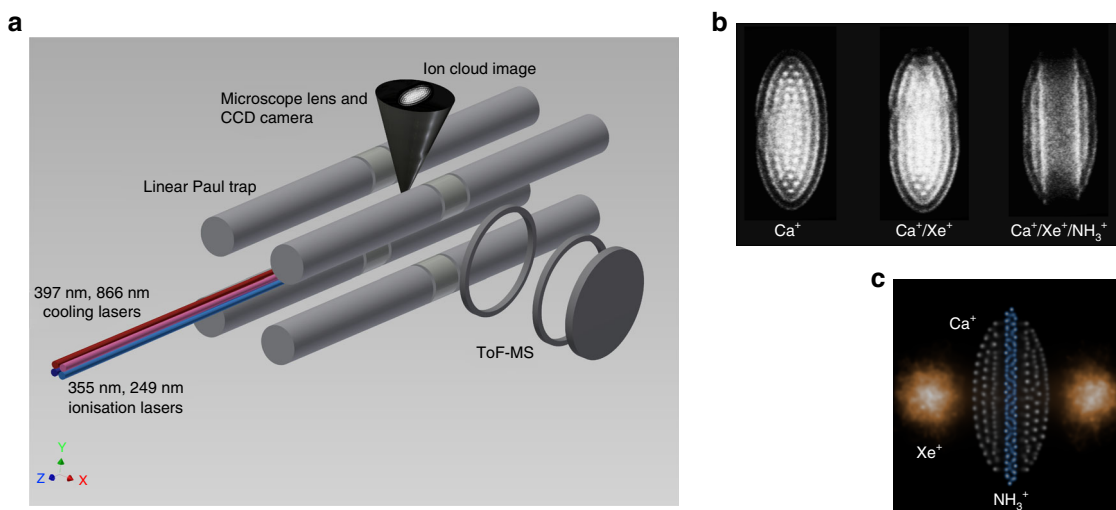 a
Ion cloud image
Microscope lens and
CCD camera
Linear Paul trap
397 nm, 866 nm
cooling lasers
ToF-MS
355 nm, 249 nm
ionisation lasers
Y
Z
X
b
Ca⁺
Ca⁺/Xe⁺
Ca⁺/Xe⁺/NH₃⁺
c
Ca⁺
Xe⁺
NH₃⁺